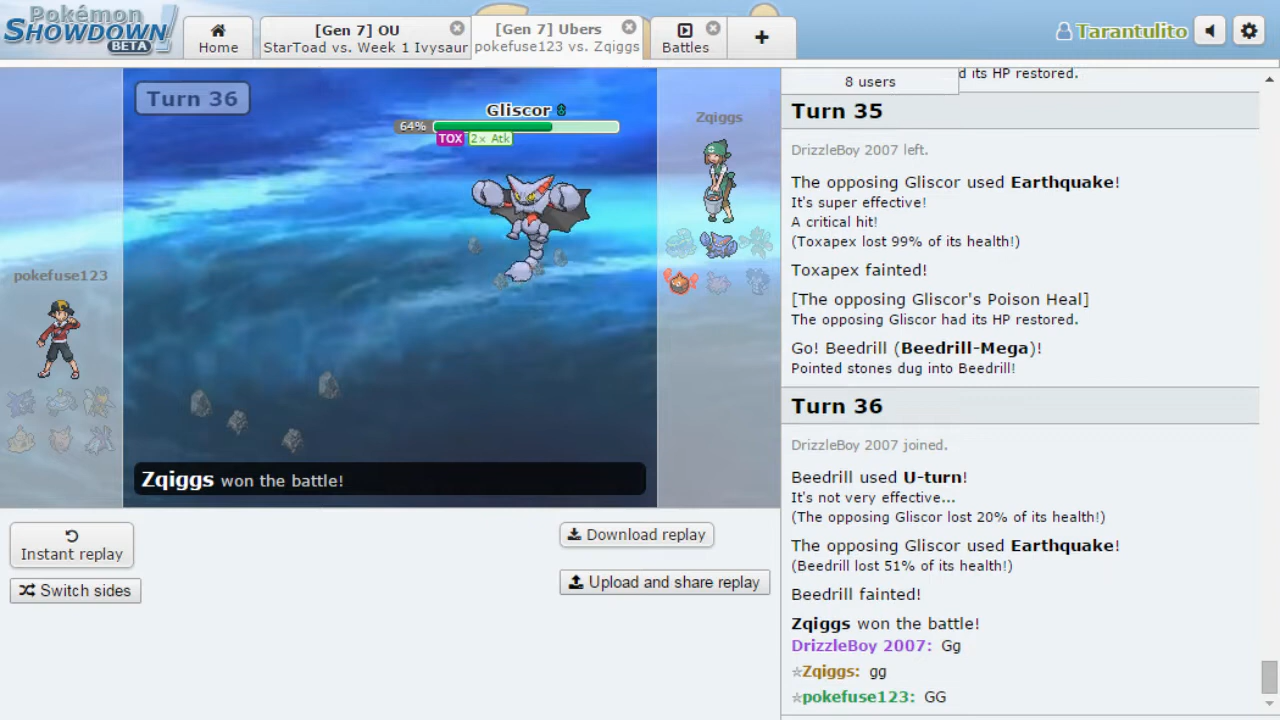 Pokémon
SHOWDOWN!
BETA
Home
[Gen 7] OU
StarToad vs. Week 1 Ivysaur
[Gen 7] Ubers
pokefuse123 vs. Zqiggs
Battles
+
Tarantulito
Turn 36
Gliscor
64%
TOX 2× Atk
Zqiggs
pokefuse123
Zqiggs won the battle!
Instant replay
Switch sides
Download replay
Upload and share replay
8 users
d its HP restored.
Turn 35
DrizzleBoy 2007 left.
The opposing Gliscor used Earthquake!
It's super effective!
A critical hit!
(Toxapex lost 99% of its health!)
Toxapex fainted!
[The opposing Gliscor's Poison Heal]
The opposing Gliscor had its HP restored.
Go! Beedrill (Beedrill-Mega)!
Pointed stones dug into Beedrill!
Turn 36
DrizzleBoy 2007 joined.
Beedrill used U-turn!
It's not very effective...
(The opposing Gliscor lost 20% of its health!)
The opposing Gliscor used Earthquake!
(Beedrill lost 51% of its health!)
Beedrill fainted!
Zqiggs won the battle!
DrizzleBoy 2007: Gg
☆Zqiggs: gg
☆pokefuse123: GG